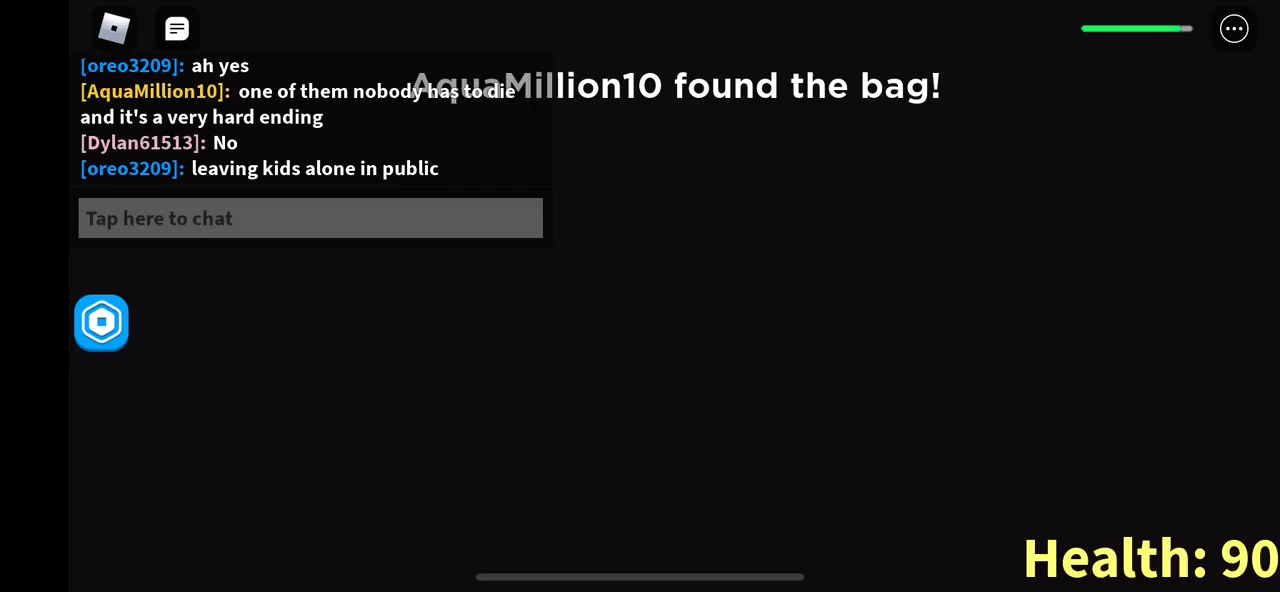 [oreo3209]: ah yes
[AquaMillion10]: one of them nobody has to die
and it's a very hard ending
[Dylan61513]: No
[oreo3209]: leaving kids alone in public
AquaMillion10 found the bag!
Tap here to chat
Health: 90